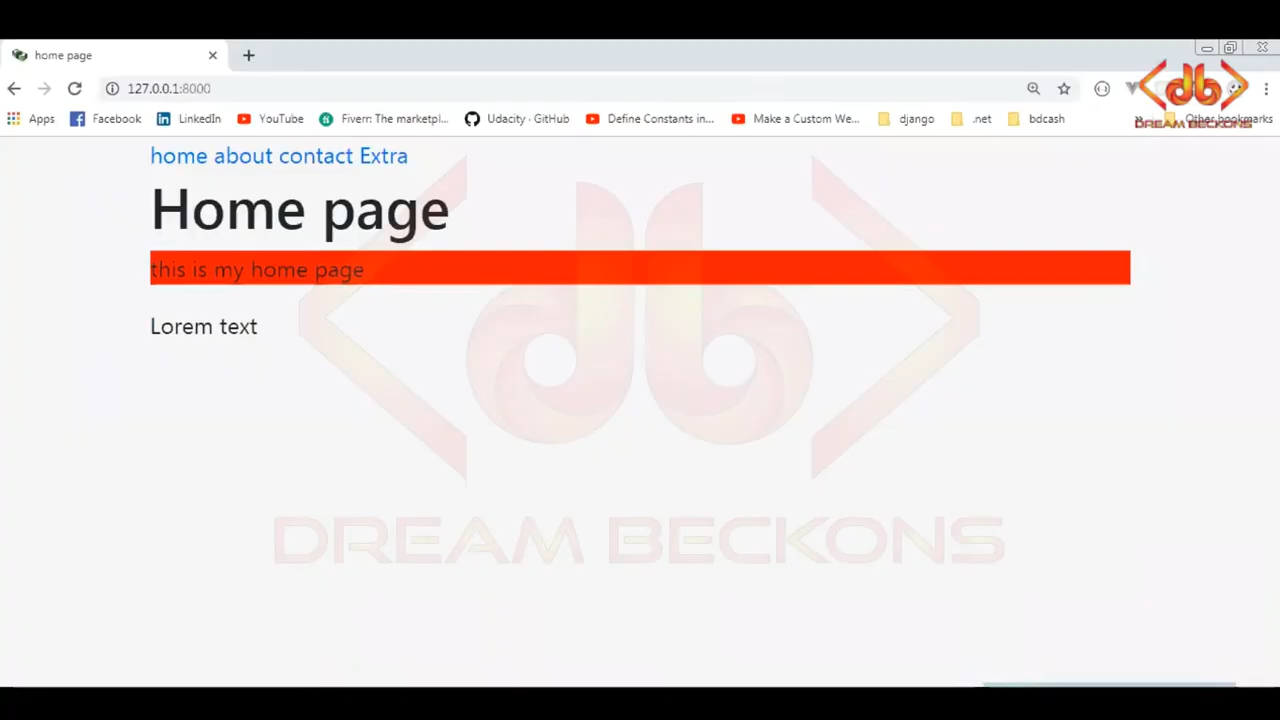 home page
127.0.0.1:8000
Apps Facebook LinkedIn YouTube Fiverr: The marketpl... Udacity · GitHub Define Constants in... Make a Custom We... django .net bdcash » Other bookmarks
DREAM BECKONS
home about contact Extra
Home page
this is my home page
Lorem text
DREAM BECKONS